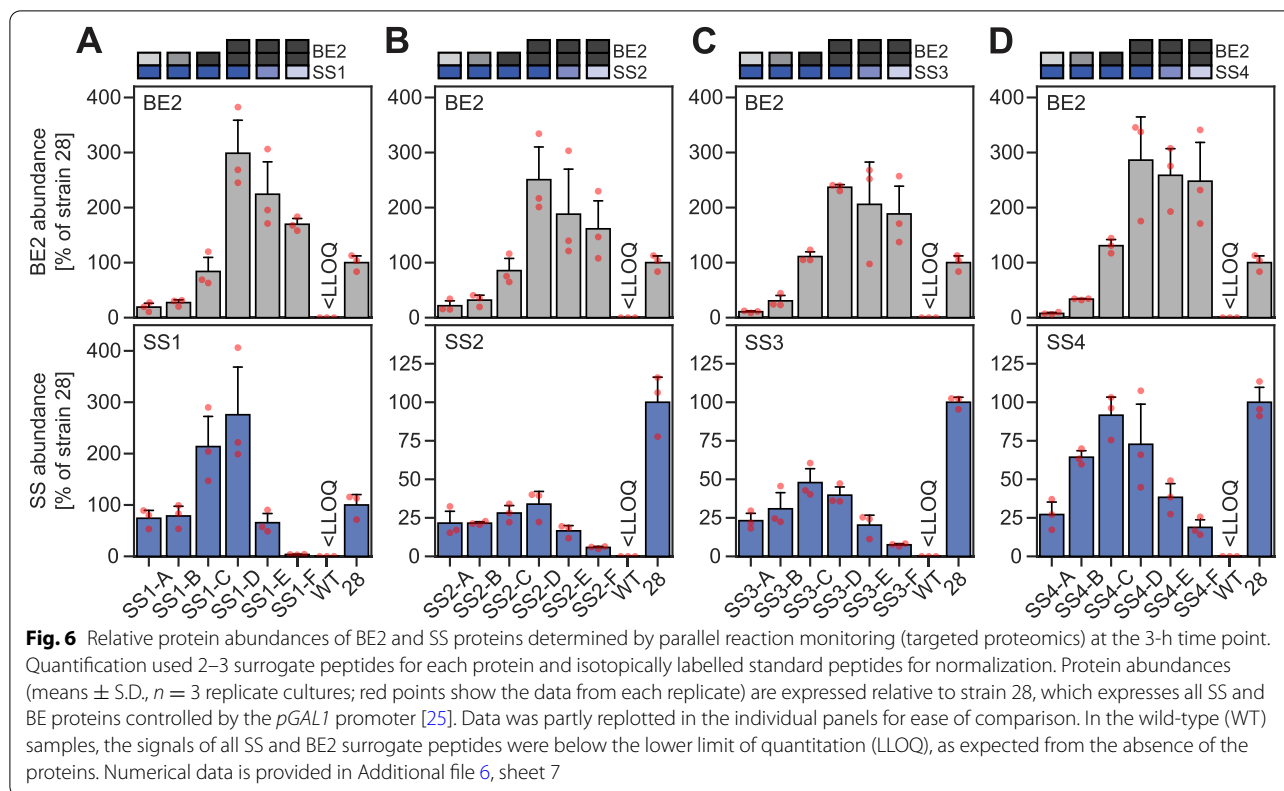 A
BE2
SS1
B
BE2
SS2
C
BE2
SS3
D
BE2
SS4
BE2 abundance
[% of strain 28]
400
300
200
100
0
BE2
<LLOQ
400
300
200
100
0
BE2
<LLOQ
400
300
200
100
0
BE2
<LLOQ
400
300
200
100
0
BE2
<LLOQ
SS abundance
[% of strain 28]
400
300
200
100
0
SS1
<LLOQ
125
100
75
50
25
0
SS2
<LLOQ
125
100
75
50
25
0
SS3
<LLOQ
125
100
75
50
25
0
SS4
<LLOQ
SS1-A
SS1-B
SS1-C
SS1-D
SS1-E
SS1-F
WT
28
SS2-A
SS2-B
SS2-C
SS2-D
SS2-E
SS2-F
WT
28
SS3-A
SS3-B
SS3-C
SS3-D
SS3-E
SS3-F
WT
28
SS4-A
SS4-B
SS4-C
SS4-D
SS4-E
SS4-F
WT
28
Fig. 6 Relative protein abundances of BE2 and SS proteins determined by parallel reaction monitoring (targeted proteomics) at the 3-h time point.
Quantification used 2–3 surrogate peptides for each protein and isotopically labelled standard peptides for normalization. Protein abundances
(means ± S.D., n = 3 replicate cultures; red points show the data from each replicate) are expressed relative to strain 28, which expresses all SS and
BE proteins controlled by the pGAL1 promoter [25]. Data was partly replotted in the individual panels for ease of comparison. In the wild-type (WT)
samples, the signals of all SS and BE2 surrogate peptides were below the lower limit of quantitation (LLOQ), as expected from the absence of the
proteins. Numerical data is provided in Additional file 6, sheet 7